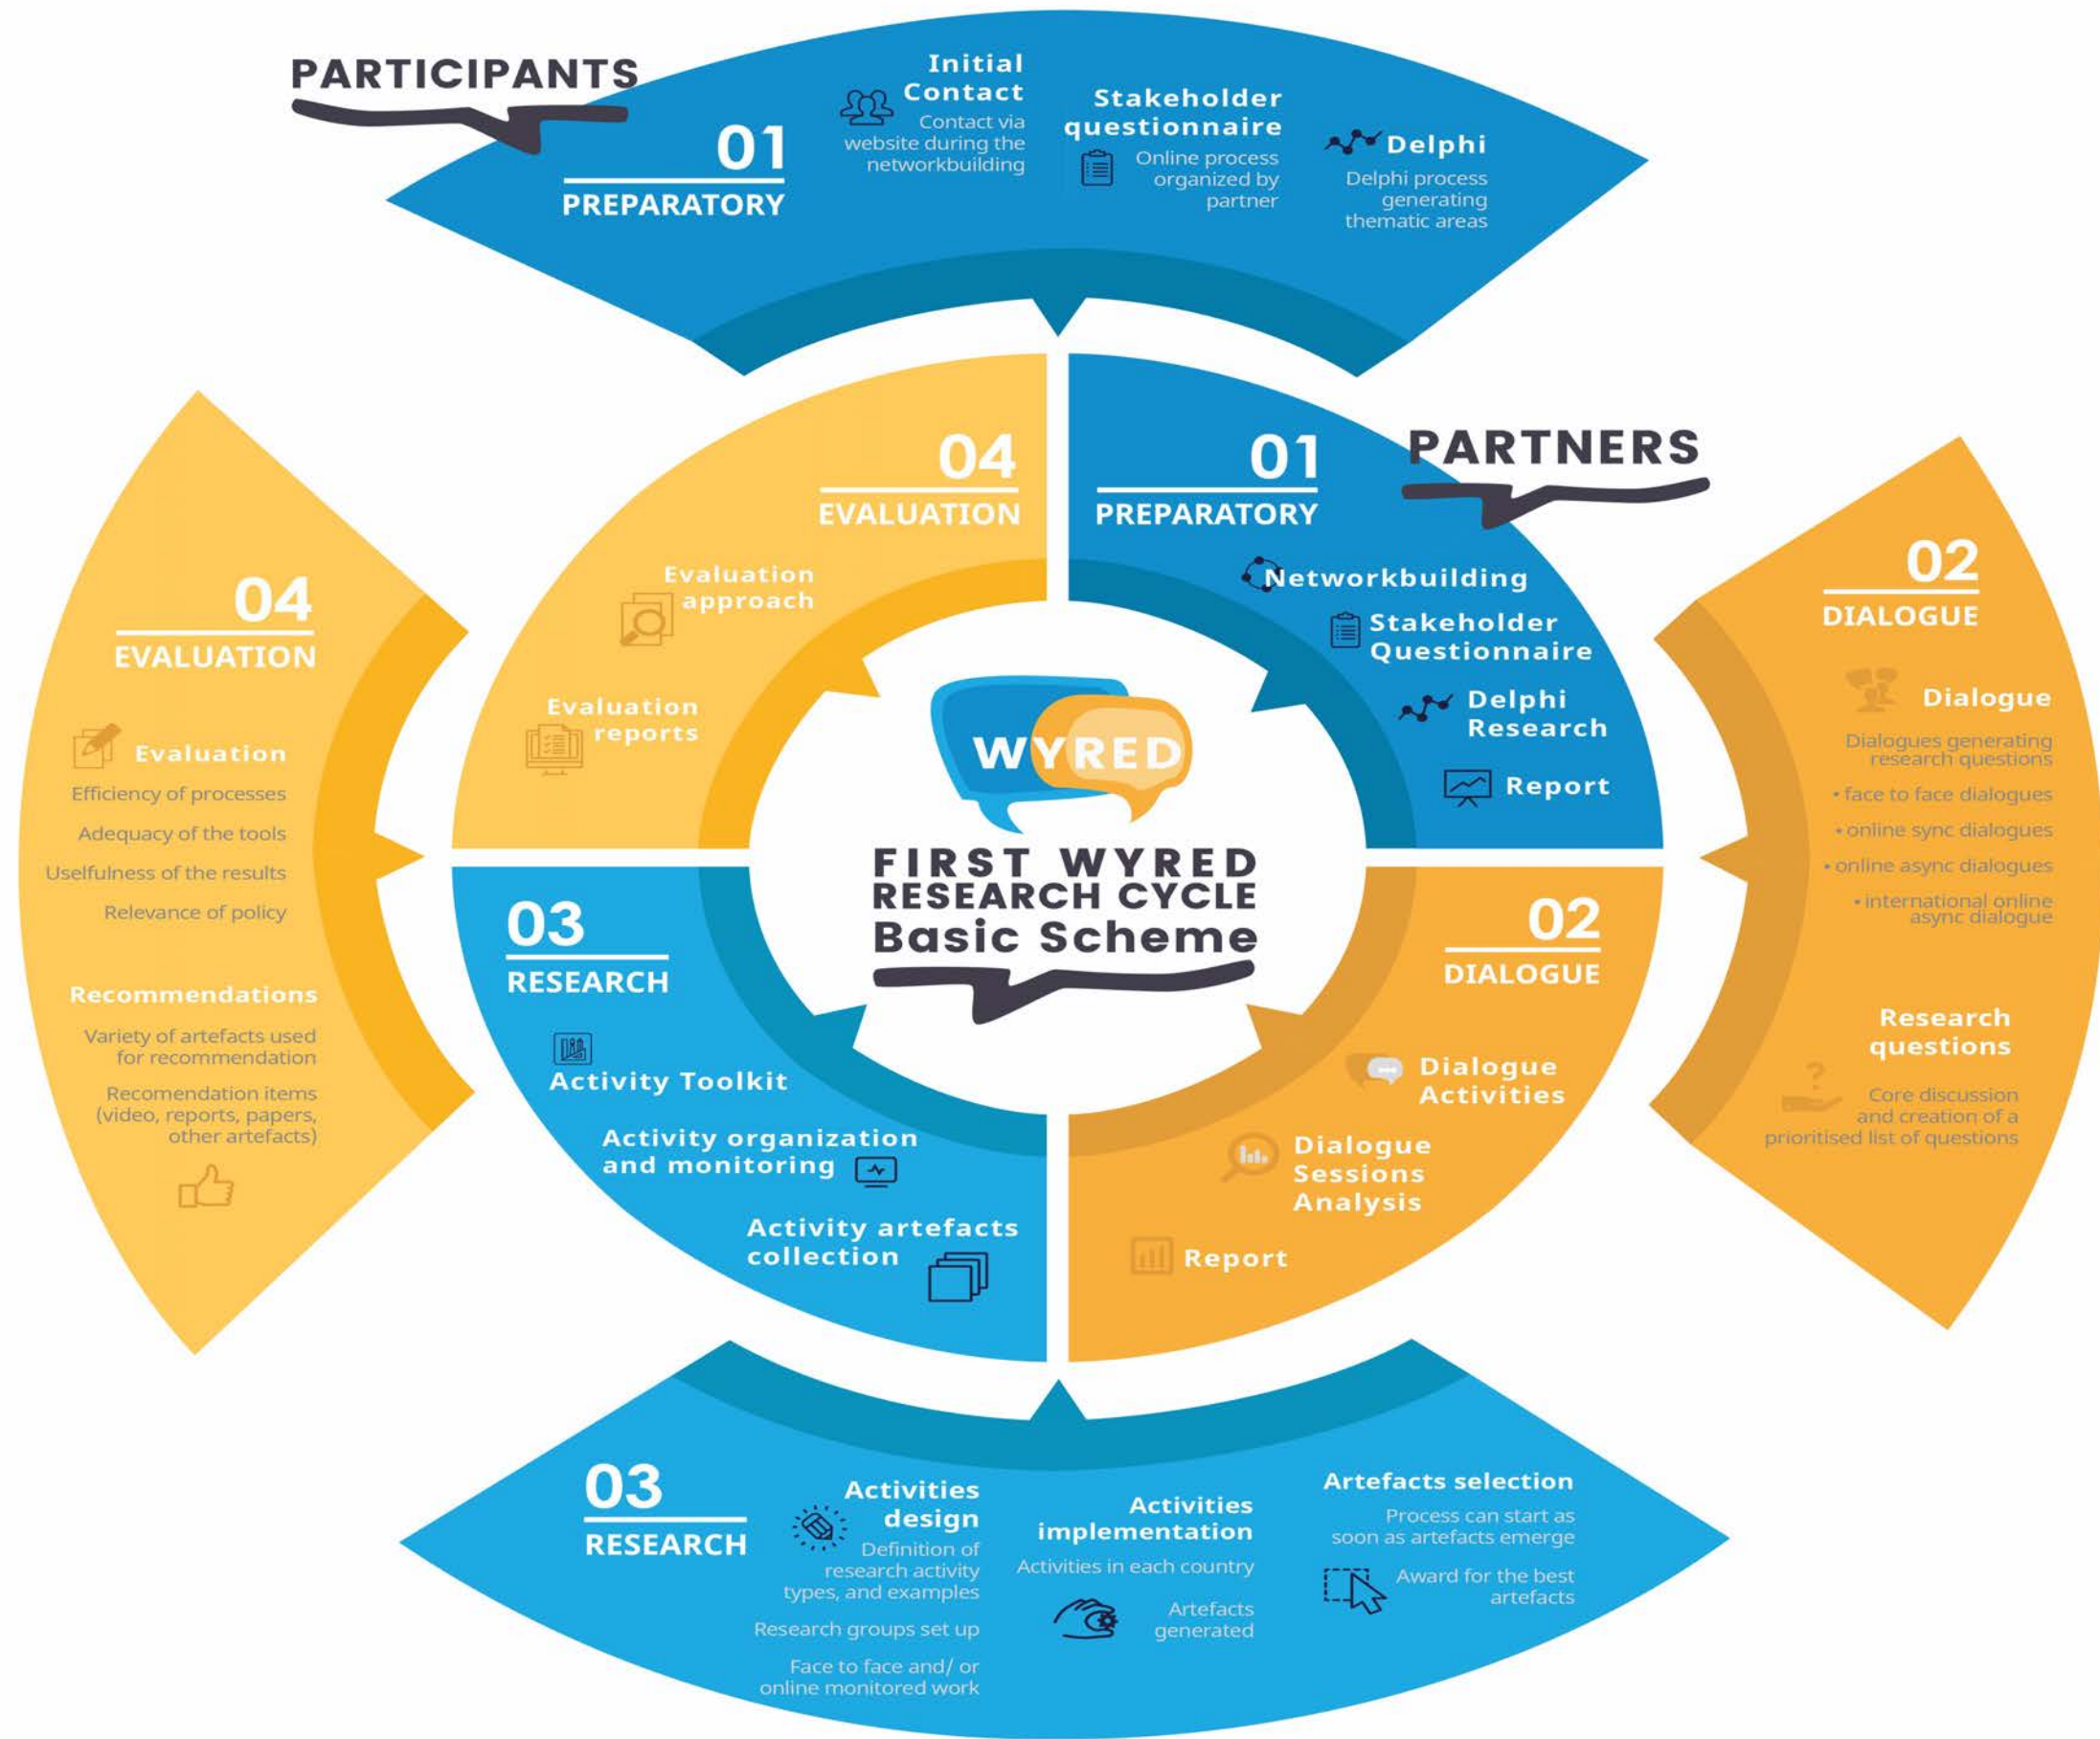 PARTICIPANTS
01
PREPARATORY
Initial
Contact
Contact via
website during the
networkbuilding
Stakeholder
questionnaire
Online process
organized by
partner
Delphi
Delphi process
generating
thematic areas
PARTNERS
01
PREPARATORY
Networkbuilding
Stakeholder
Questionnaire
Delphi
Research
Report
02
DIALOGUE
Dialogue
Activities
Dialogue
Sessions
Analysis
Report
03
RESEARCH
Activity Toolkit
Activity organization
and monitoring
Activity artefacts
collection
04
EVALUATION
Evaluation
approach
Evaluation
reports
WYRED
FIRST WYRED
RESEARCH CYCLE
Basic Scheme
02
DIALOGUE
Dialogue
Dialogues generating
research questions
• face to face dialogues
• online sync dialogues
• online async dialogues
• international online
async dialogue
Research
questions
?
Core discussion
and creation of a
prioritised list of questions
03
RESEARCH
Activities
design
Definition of
research activity
types, and examples
Research groups set up
Face to face and/ or
online monitored work
Activities
implementation
Activities in each country
Artefacts
generated
Artefacts selection
Process can start as
soon as artefacts emerge
Award for the best
artefacts
04
EVALUATION
Evaluation
Efficiency of processes
Adequacy of the tools
Uselfulness of the results
Relevance of policy
Recommendations
Variety of artefacts used
for recommendation
Recomendation items
(video, reports, papers,
other artefacts)